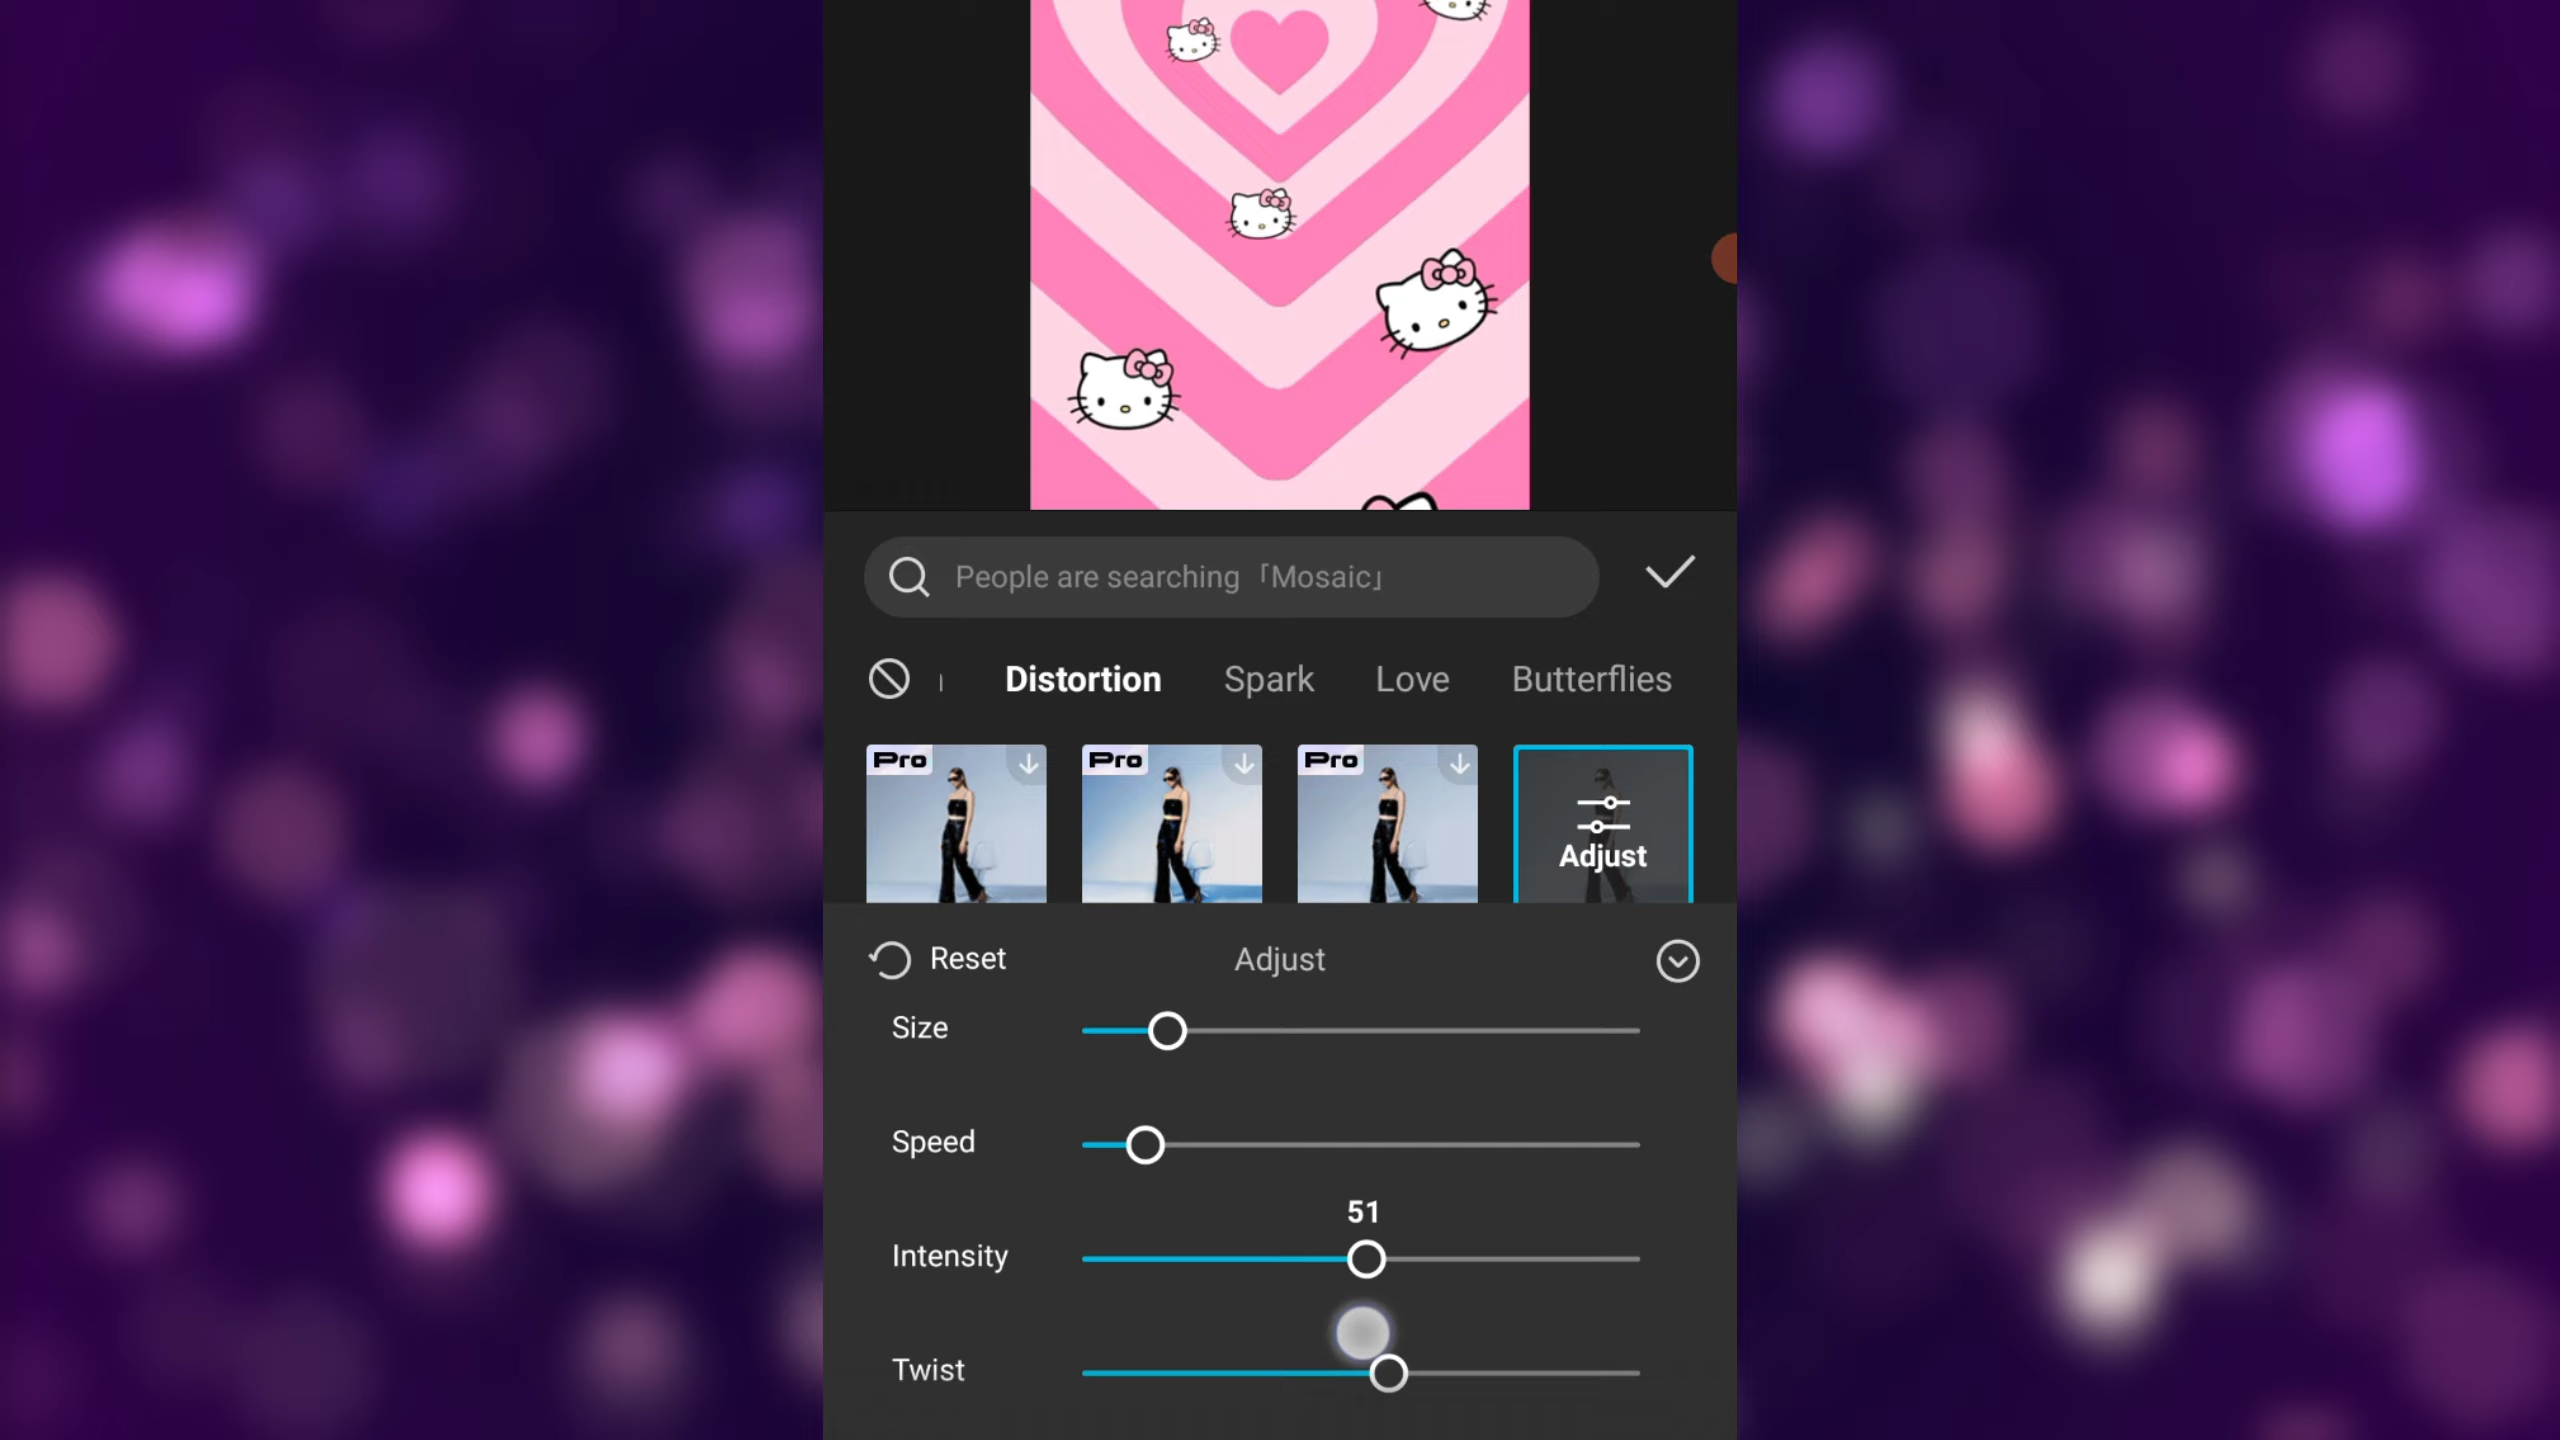 People are searching「Mosaic」
Distortion Spark Love Butterflies
Pro Pro Pro
Adjust
Reset Adjust
Size
Speed
51
Intensity
Twist